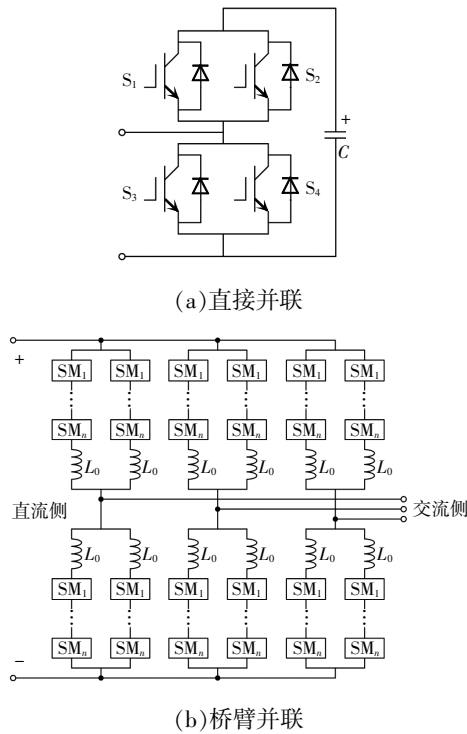 S₁ S₂
+
C
S₃ S₄
(a)直接并联
+
SM₁ SM₁ SM₁ SM₁ SM₁ SM₁
SMₙ SMₙ SMₙ SMₙ SMₙ SMₙ
L₀ L₀ L₀ L₀ L₀ L₀
直流侧 交流侧
L₀ L₀ L₀ L₀ L₀ L₀
SM₁ SM₁ SM₁ SM₁ SM₁ SM₁
SMₙ SMₙ SMₙ SMₙ SMₙ SMₙ
−
(b)桥臂并联